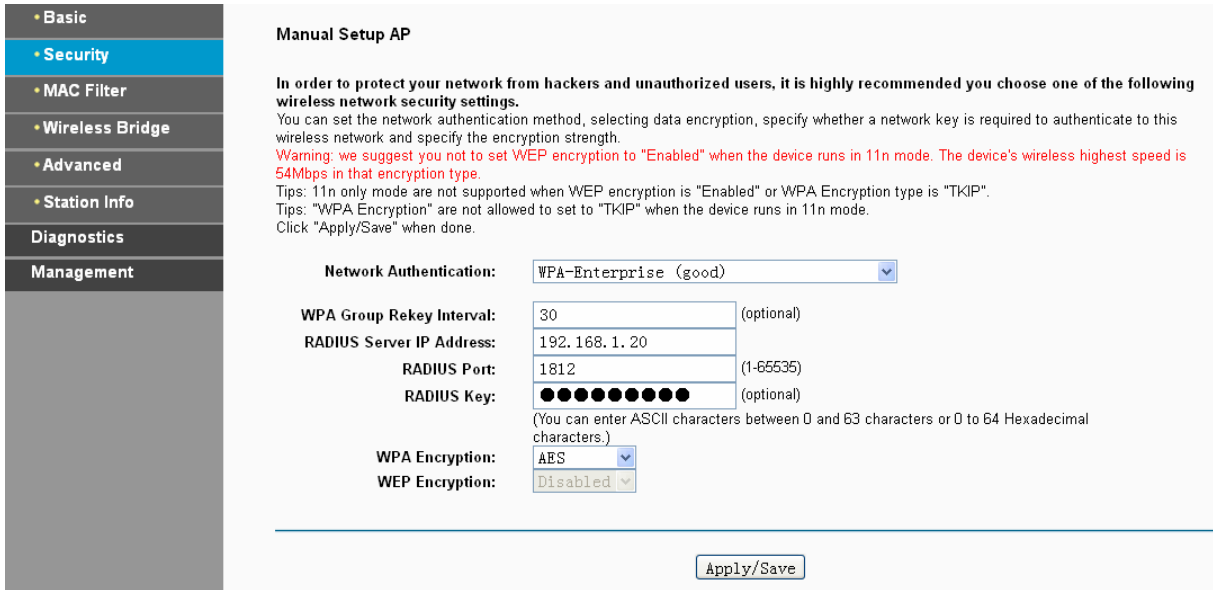 •Basic
•Security
•MAC Filter
•Wireless Bridge
•Advanced
•Station Info
Diagnostics
Management
Manual Setup AP
In order to protect your network from hackers and unauthorized users, it is highly recommended you choose one of the following
wireless network security settings.
You can set the network authentication method, selecting data encryption, specify whether a network key is required to authenticate to this
wireless network and specify the encryption strength.
Warning: we suggest you not to set WEP encryption to "Enabled" when the device runs in 11n mode. The device's wireless highest speed is
54Mbps in that encryption type.
Tips: 11n only mode are not supported when WEP encryption is "Enabled" or WPA Encryption type is "TKIP".
Tips: "WPA Encryption" are not allowed to set to "TKIP" when the device runs in 11n mode.
Click "Apply/Save" when done.
Network Authentication: WPA-Enterprise (good)
WPA Group Rekey Interval: 30 (optional)
RADIUS Server IP Address: 192.168.1.20
RADIUS Port: 1812 (1-65535)
RADIUS Key: ●●●●●●●●● (optional)
(You can enter ASCII characters between 0 and 63 characters or 0 to 64 Hexadecimal
characters.)
WPA Encryption: AES
WEP Encryption: Disabled
Apply/Save